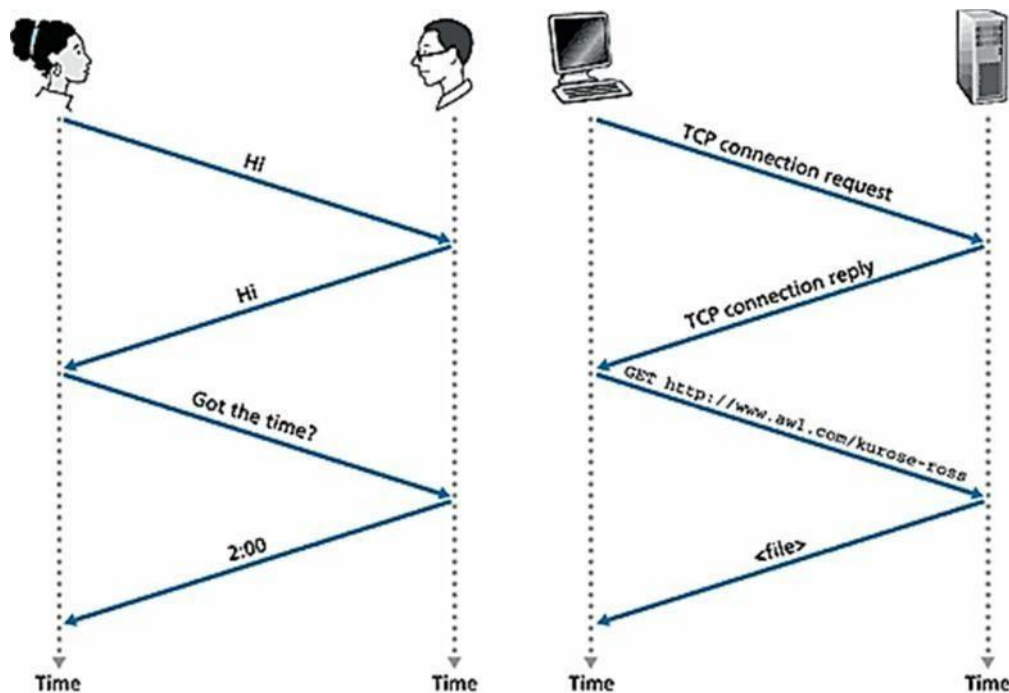 Hi
Hi
Got the time?
2:00
Time
Time
TCP connection request
TCP connection reply
GET http://www.awl.com/kurose-ross
<file>
Time
Time